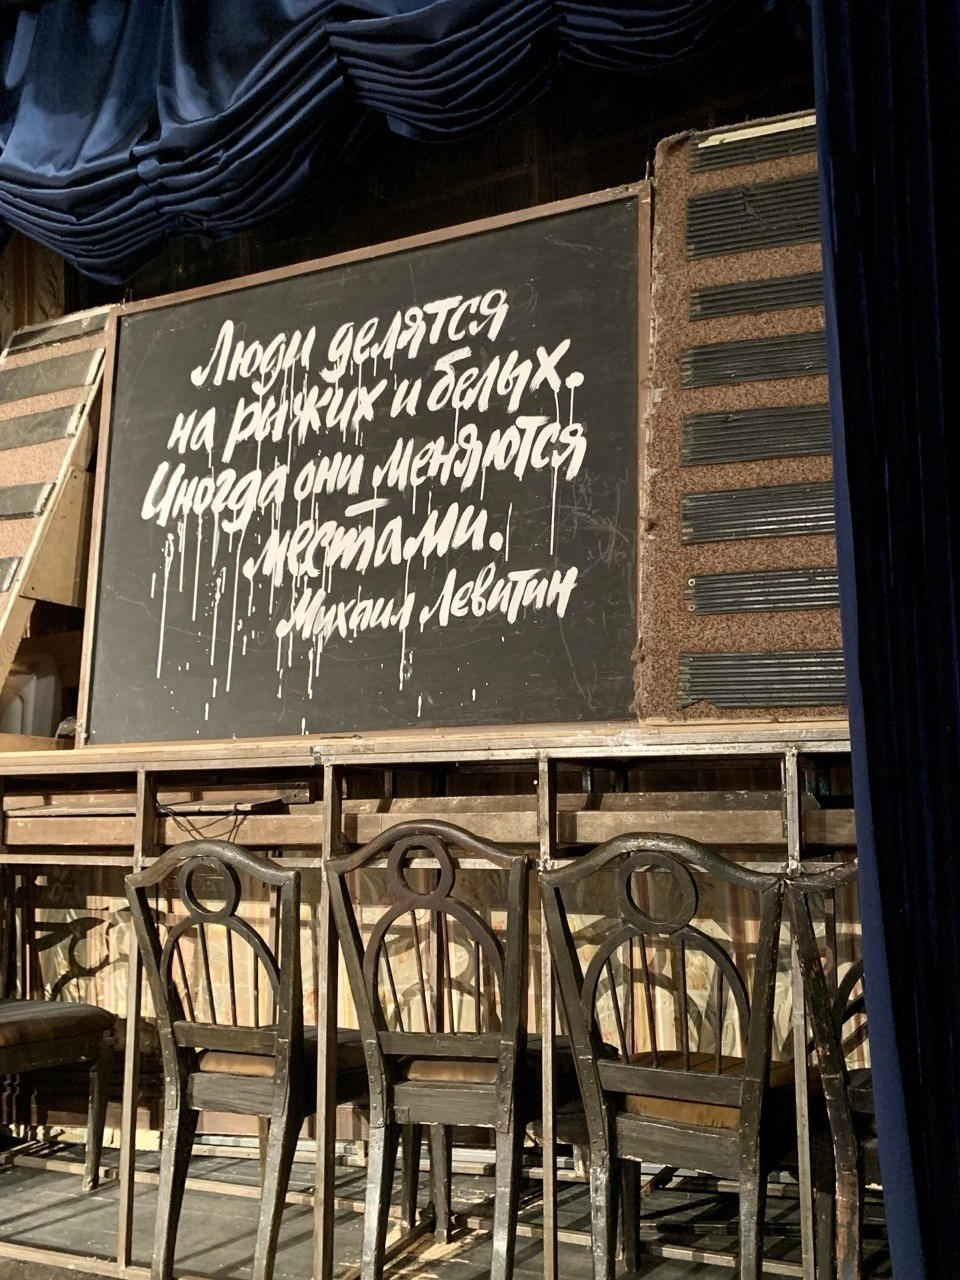 Люди делятся
на рыжих и белых.
Иногда они меняются
местами.
Михаил Левитин